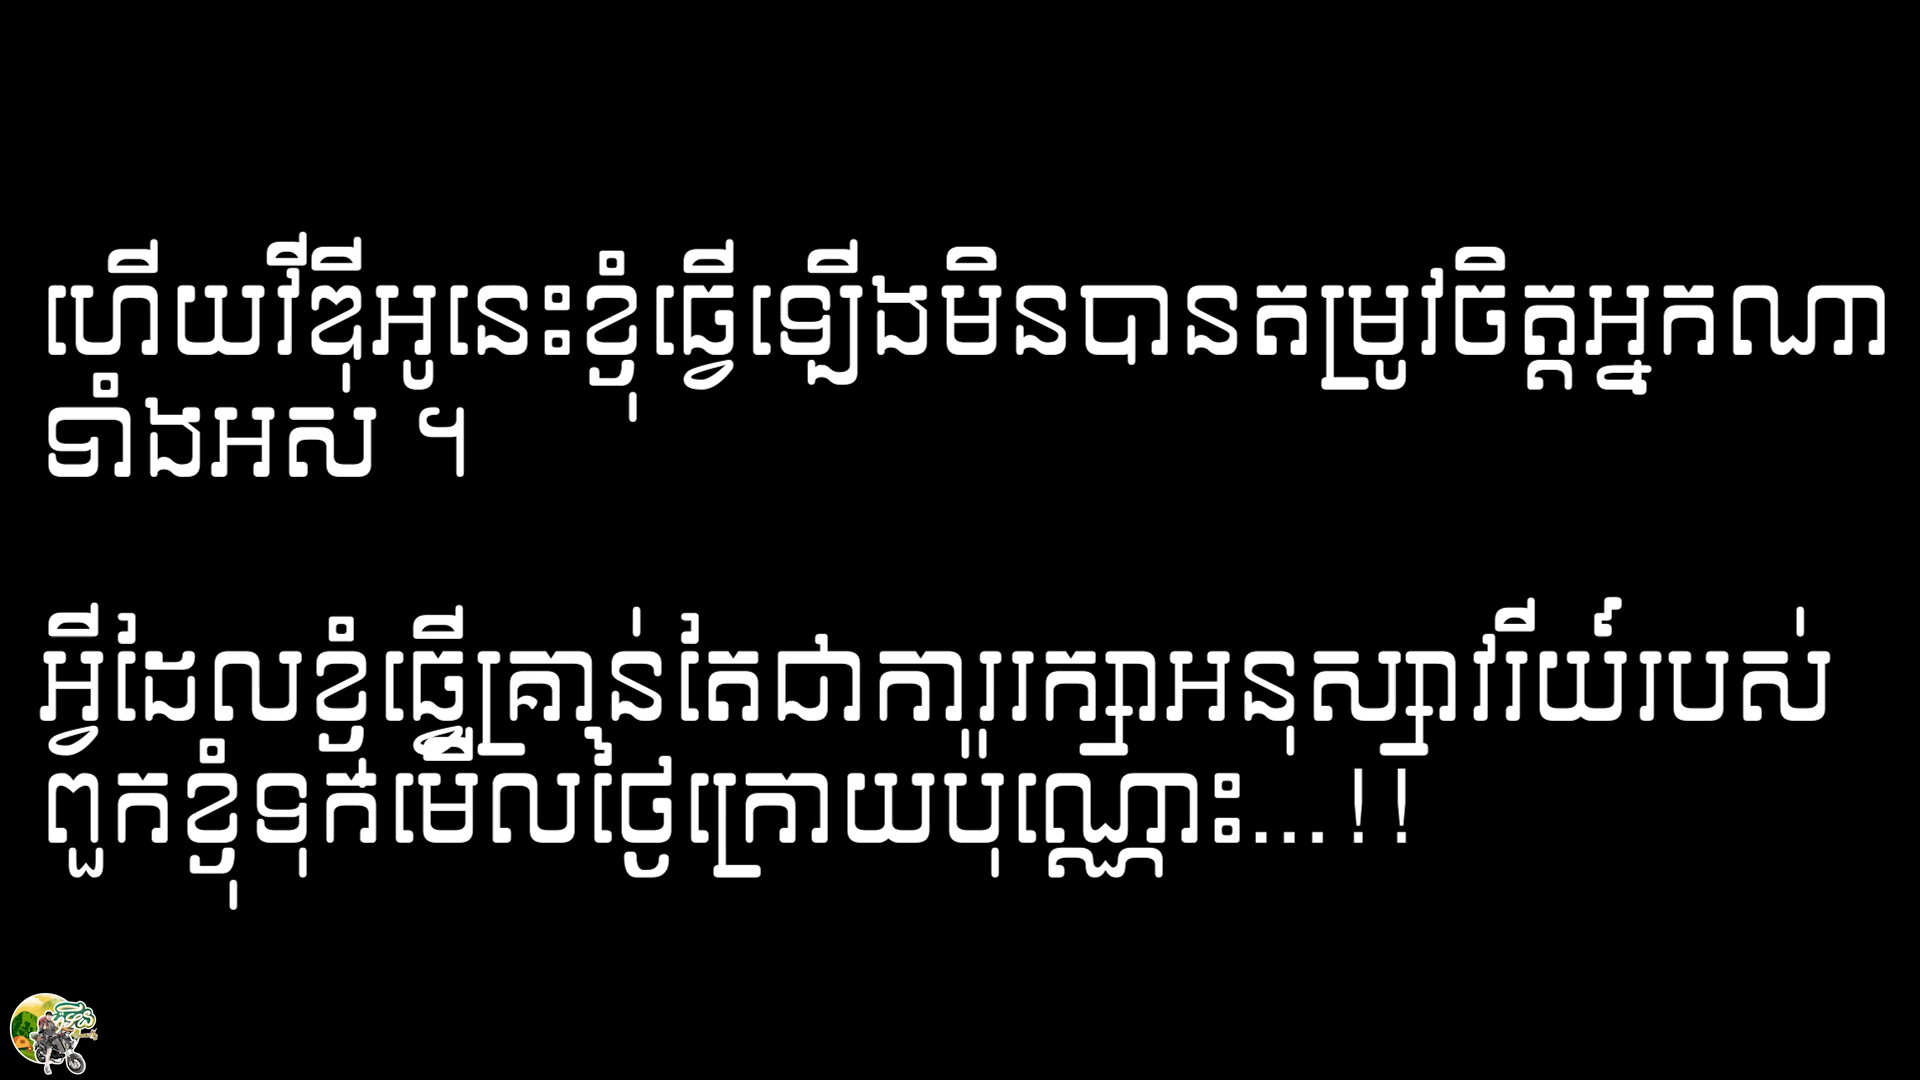 ហើយវីឌីុអូនេះខ្ញុំធ្វើឡើងមិនបានតម្រូវចិត្តអ្នកណា
ទាំងអស់ ។
អ្វីដែលខ្ញុំធ្វើគ្រាន់តែជាការរក្សាអនុស្សាវរីយ៍របស់
ពួកខ្ញុំទុកមើលថ្ងៃក្រោយប៉ុណ្ណោះ...!!